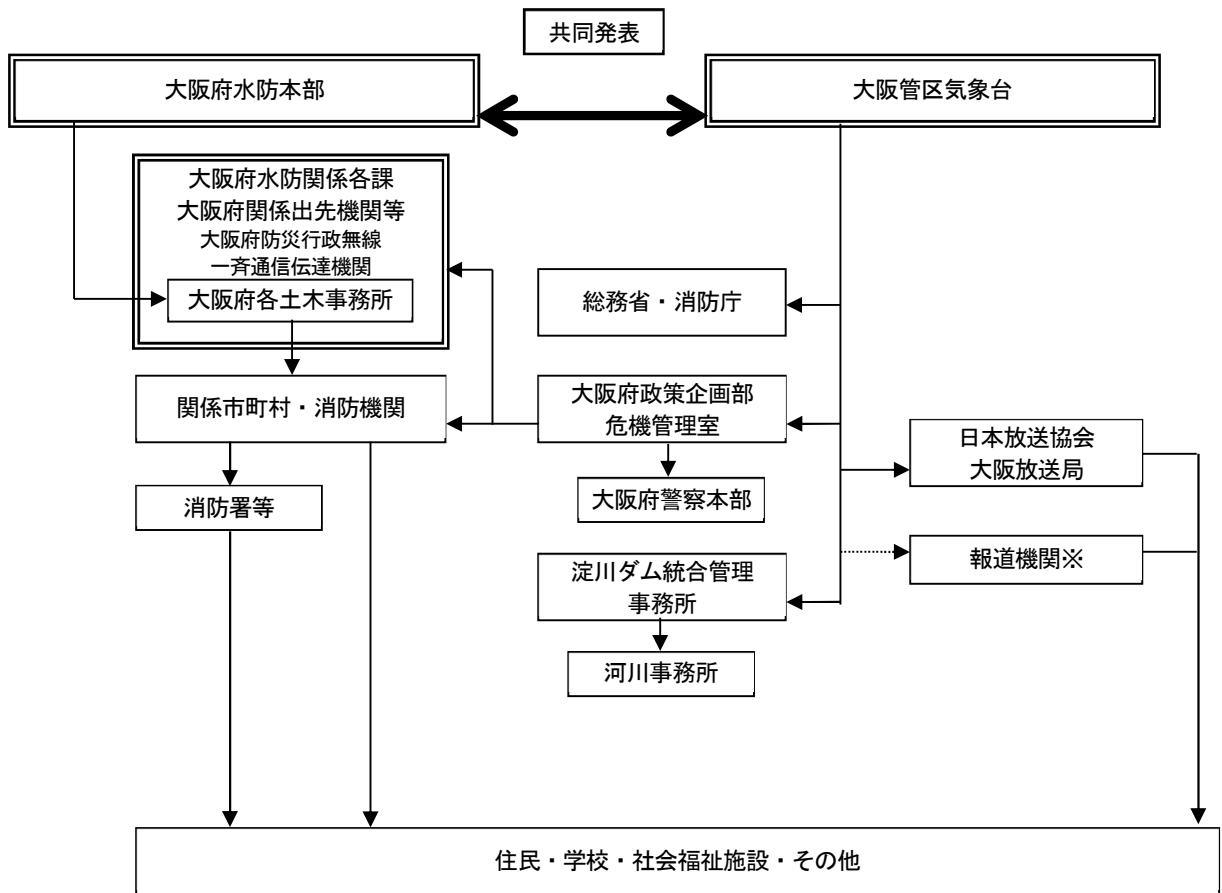 共同発表
大阪府水防本部
大阪管区気象台
大阪府水防関係各課
大阪府関係出先機関等
大阪府防災行政無線
一斉通信伝達機関
大阪府各土木事務所
総務省・消防庁
関係市町村・消防機関
大阪府政策企画部
危機管理室
日本放送協会
大阪放送局
消防署等
大阪府警察本部
報道機関※
淀川ダム統合管理
事務所
河川事務所
住民・学校・社会福祉施設・その他